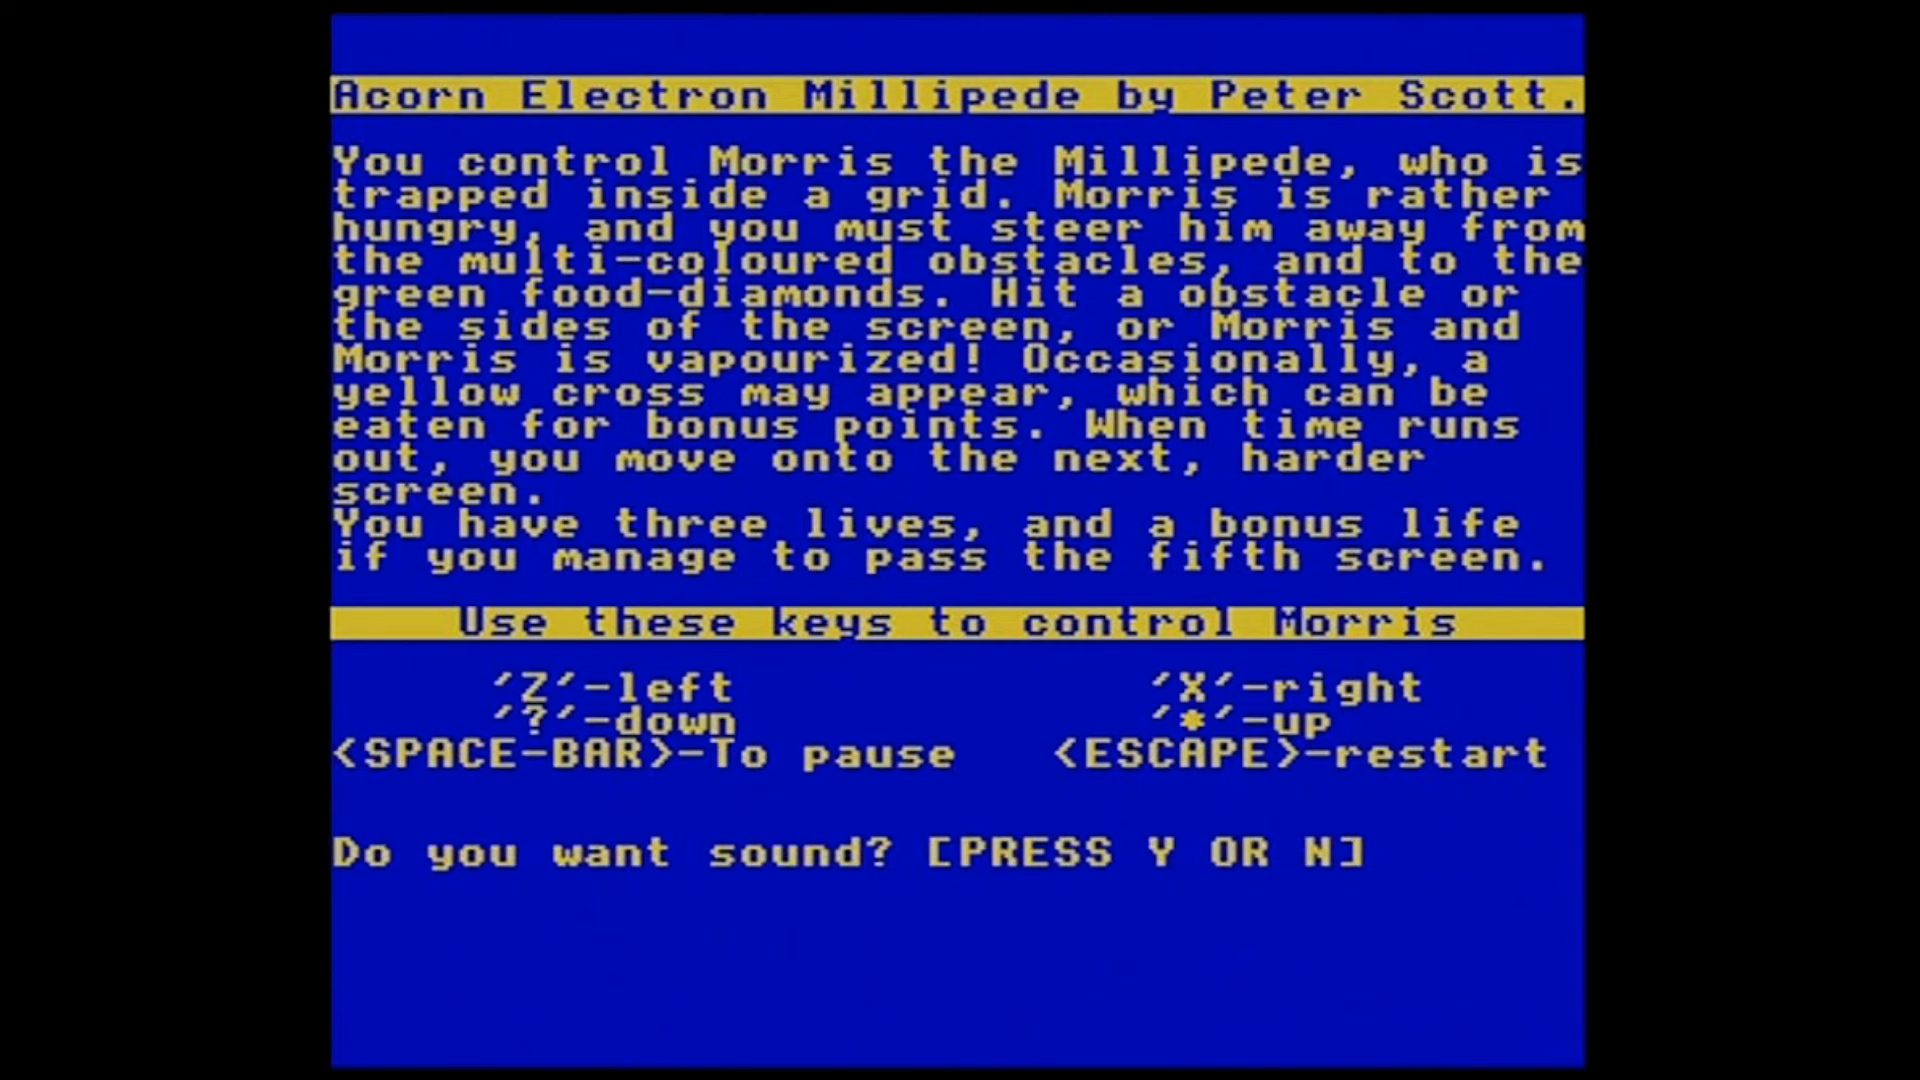 Acorn Electron Millipede by Peter Scott.
You control Morris the Millipede, who is
trapped inside a grid. Morris is rather
hungry, and you must steer him away from
the multi-coloured obstacles, and to the
green food-diamonds. Hit a obstacle or
the sides of the screen, or Morris and
Morris is vapourized! Occasionally, a
yellow cross may appear, which can be
eaten for bonus points. When time runs
out, you move onto the next, harder
screen.
You have three lives, and a bonus life
if you manage to pass the fifth screen.
Use these keys to control Morris
'Z'-left 'X'-right
'?'-down '*'-up
<SPACE-BAR>-To pause <ESCAPE>-restart
Do you want sound? [PRESS Y OR N]